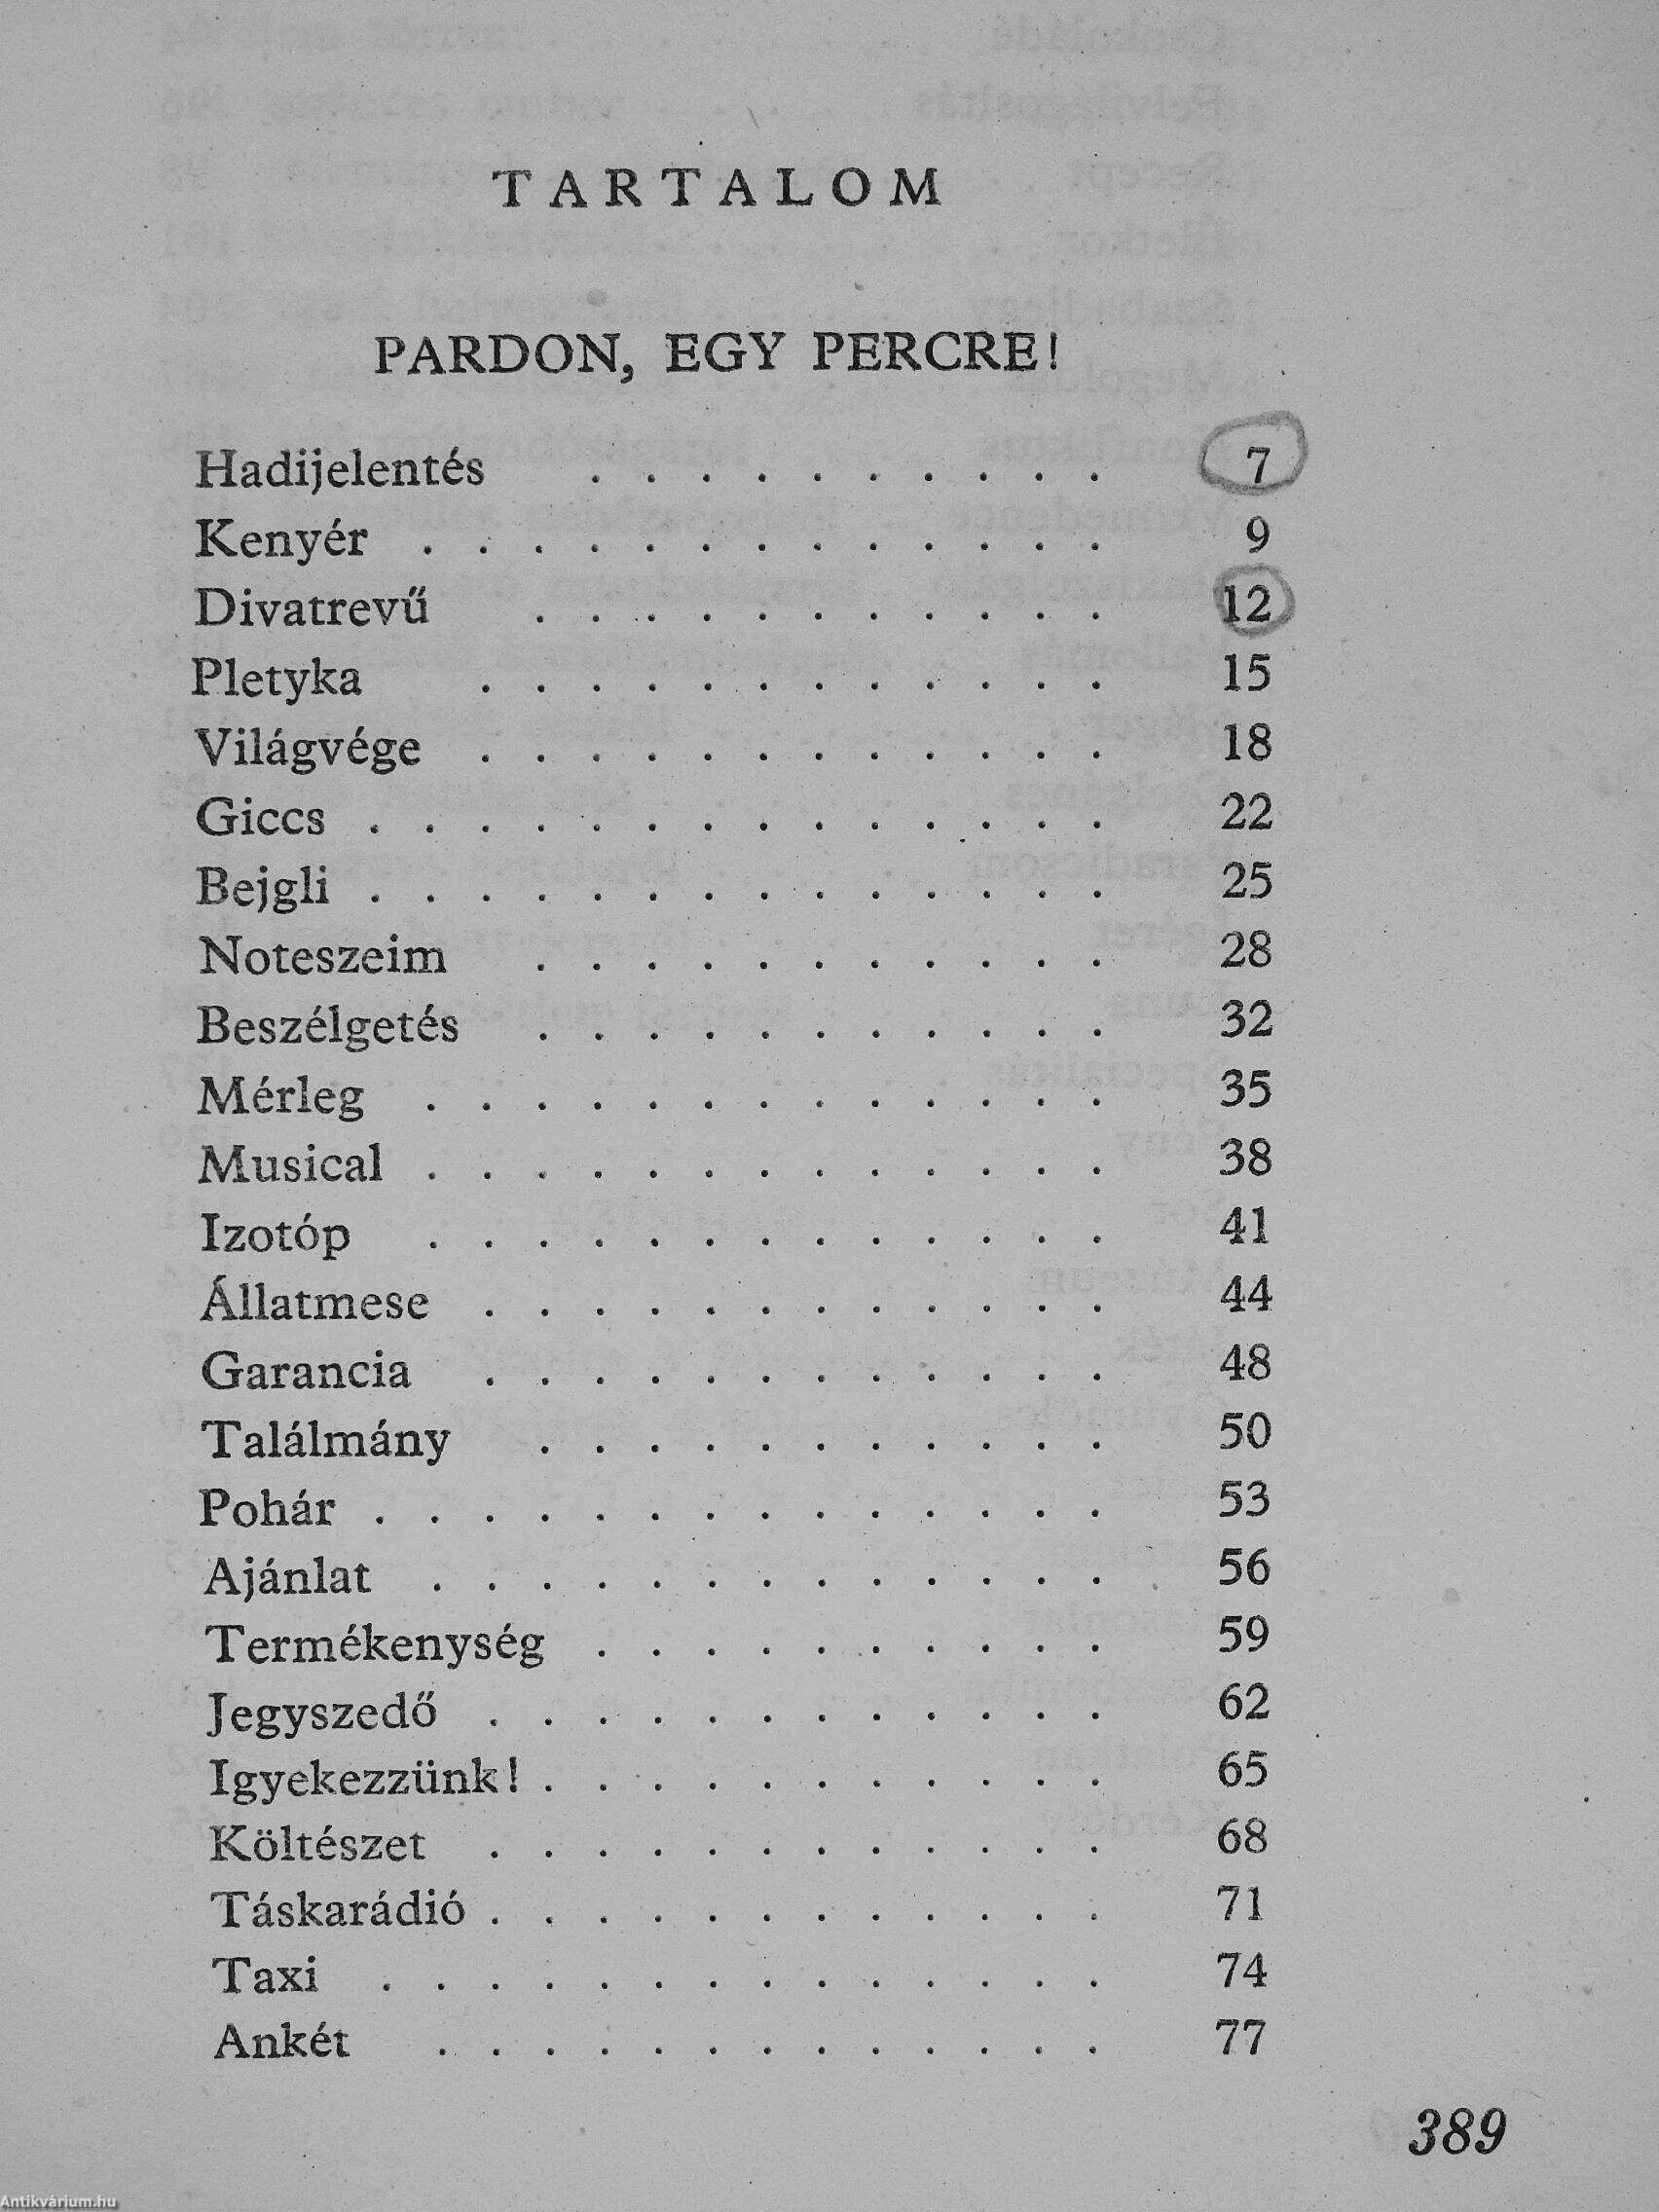 TARTALOM
PARDON, EGY PERCRE!
Hadijelentés . . . . . . . . . . 7
Kenyér . . . . . . . . . . . . . 9
Divatrevű . . . . . . . . . . . 12
Pletyka . . . . . . . . . . . . 15
Világvége . . . . . . . . . . . . 18
Giccs . . . . . . . . . . . . . . 22
Bejgli . . . . . . . . . . . . . . 25
Noteszeim . . . . . . . . . . . 28
Beszélgetés . . . . . . . . . . . 32
Mérleg . . . . . . . . . . . . . 35
Musical . . . . . . . . . . . . . 38
Izotóp . . . . . . . . . . . . . 41
Állatmese . . . . . . . . . . . . 44
Garancia . . . . . . . . . . . . 48
Találmány . . . . . . . . . . . 50
Pohár . . . . . . . . . . . . . . 53
Ajánlat . . . . . . . . . . . . . 56
Termékenység . . . . . . . . . . 59
Jegyszedő . . . . . . . . . . . . 62
Igyekezzünk! . . . . . . . . . . . 65
Költészet . . . . . . . . . . . . 68
Táskarádió . . . . . . . . . . . . 71
Taxi . . . . . . . . . . . . . . 74
Ankét . . . . . . . . . . . . . 77
389
Antikvárium.hu